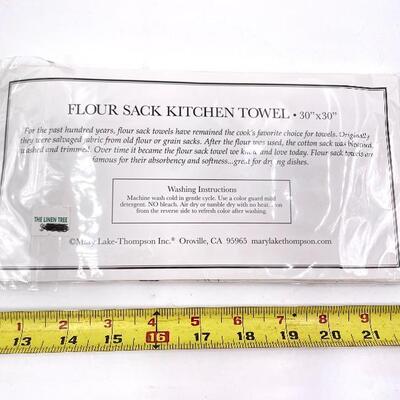 FLOUR SACK KITCHEN TOWEL • 30"x30"
For the past hundred years, flour sack towels have remained the cook's favorite choice for towels. Originally
they were salvaged fabric from old flour or grain sacks. After the flour was used, the cotton sack was
washed and trimmed. Over time it became the flour sack towel we know and love today. Flour sack towels are
famous for their absorbency and softness...great for drying dishes.
Washing Instructions
Machine wash cold in gentle cycle. Use a color guard mild
detergent. NO bleach. Air dry or tumble dry with no heat...
from the reverse side to refresh color after washing.
THE LINEN TREE
©Mary Lake-Thompson Inc.® Oroville, CA 95965 marylakethompson.com
1 2 3 4 5 6 7 8 9
13 14 15 16 17 18 19 20 21